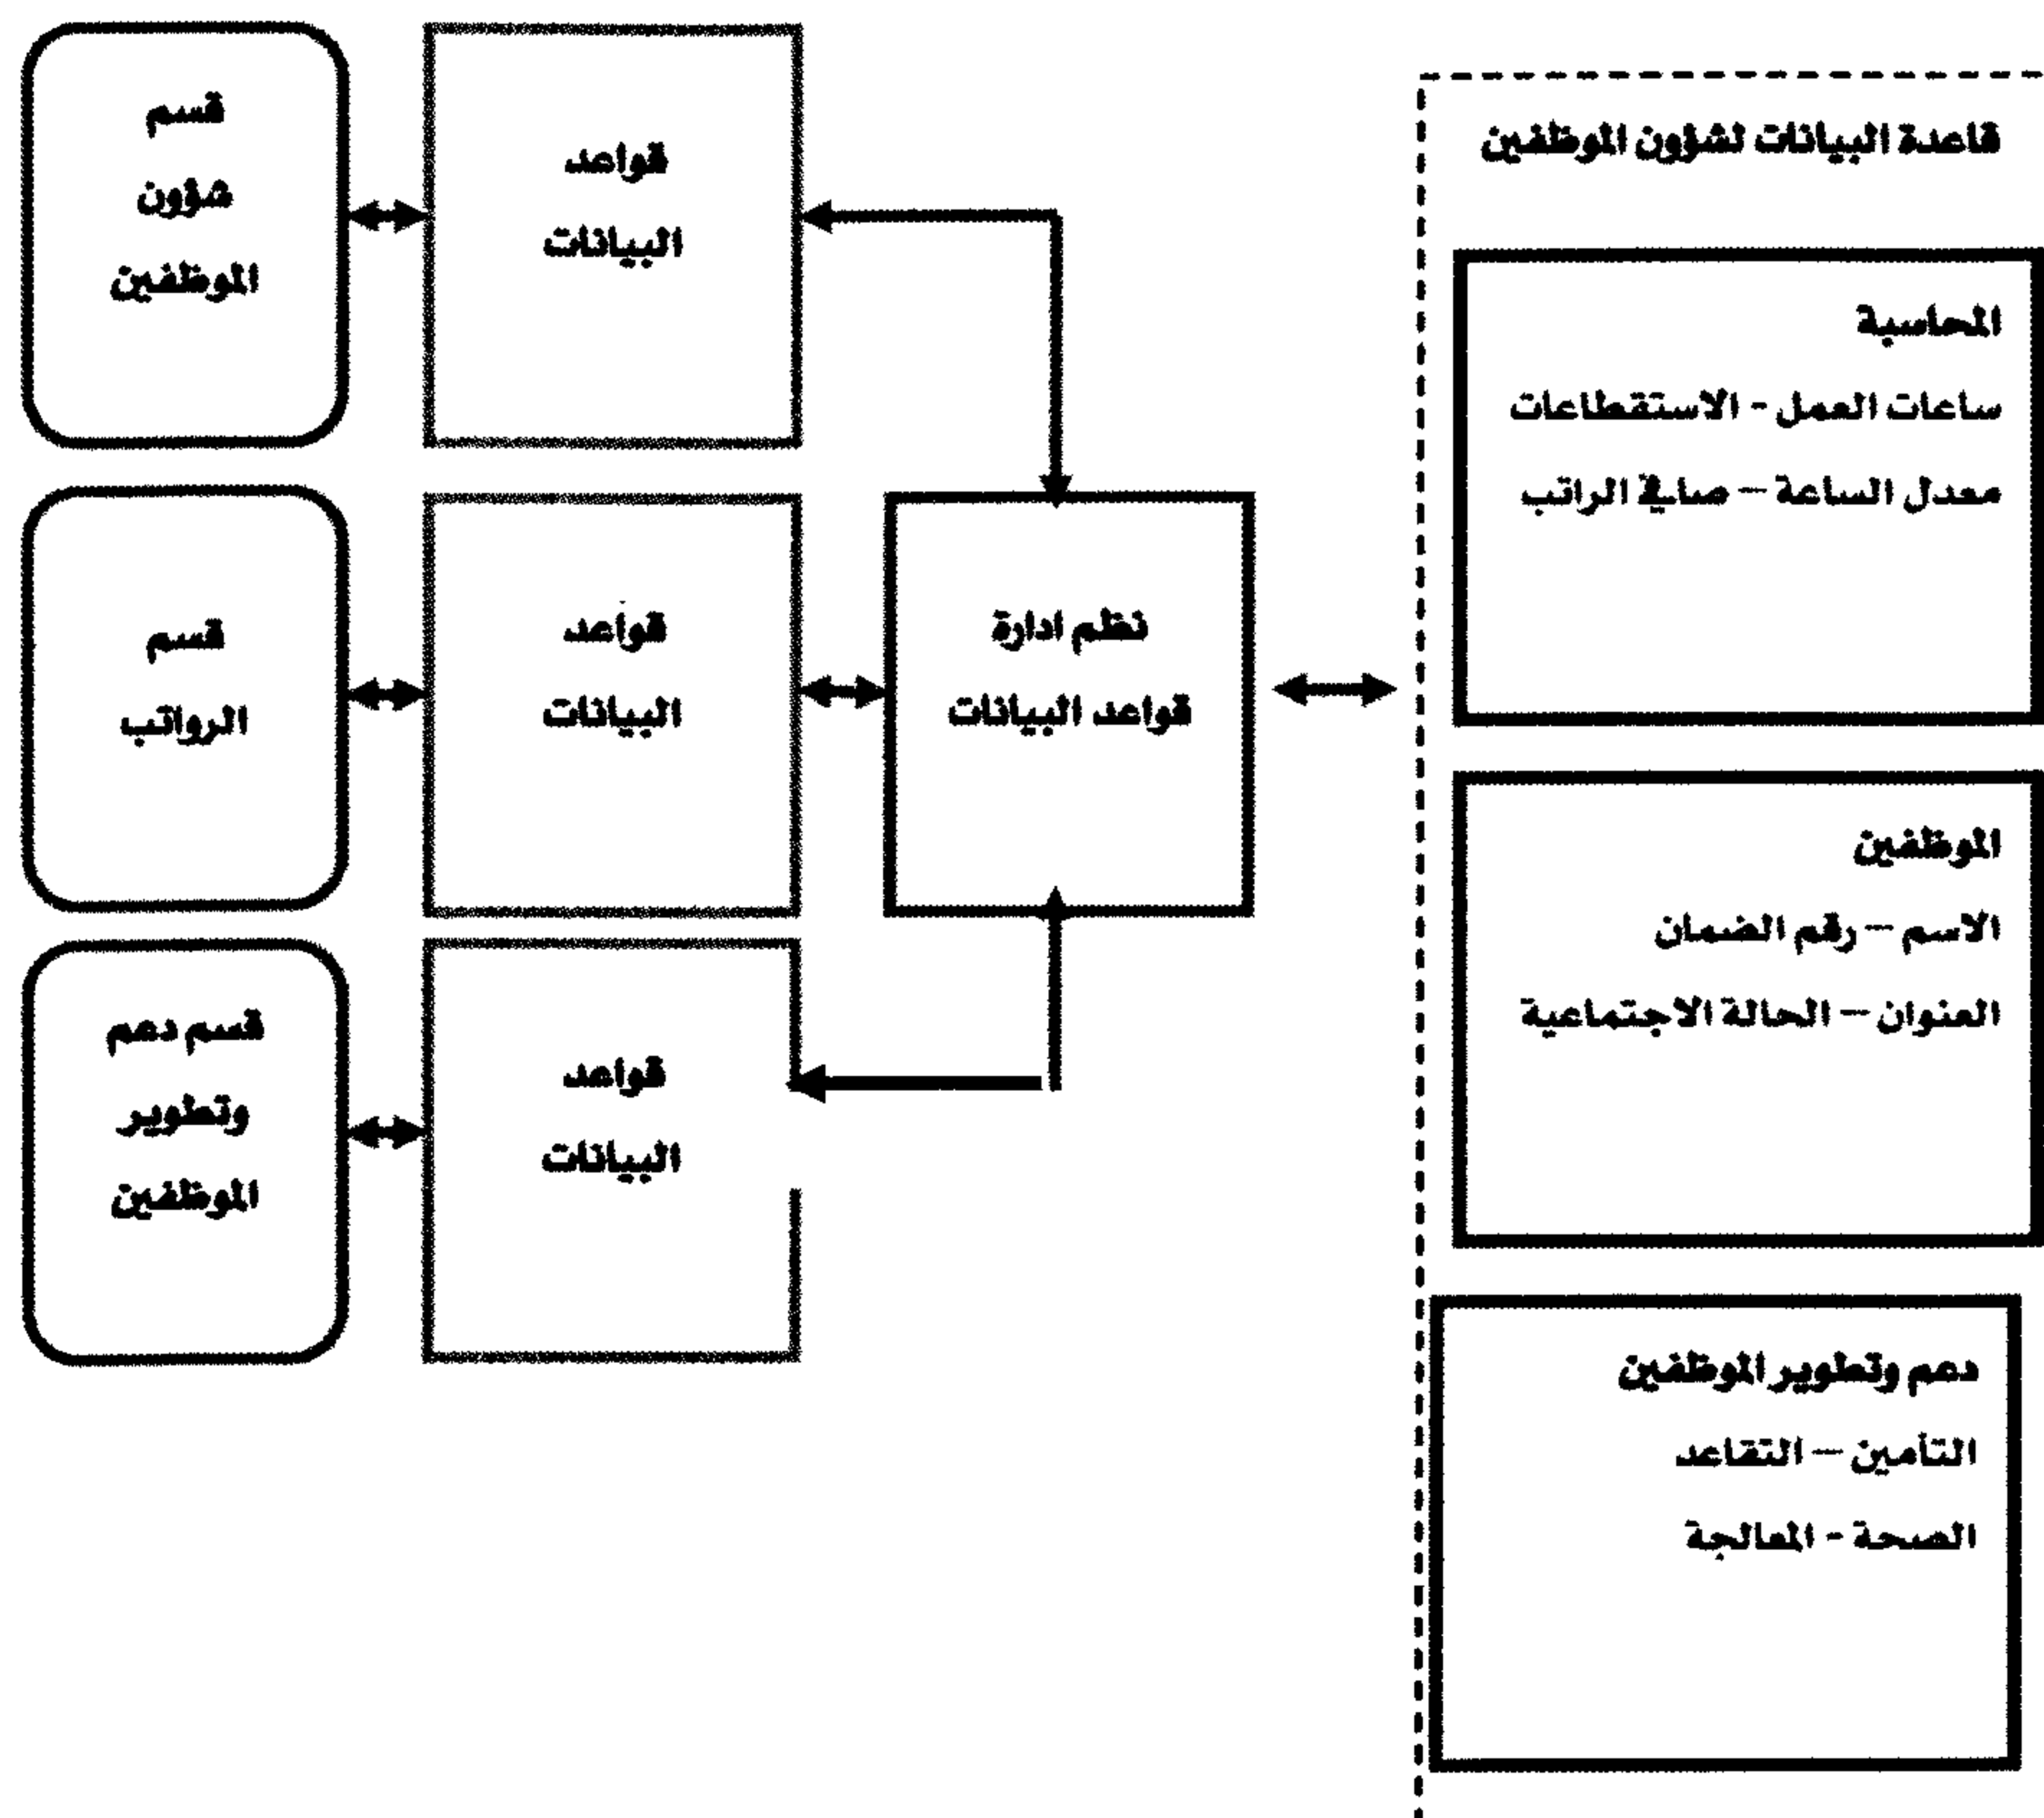 قاعدة البيانات لشؤون الموظفين
المحاسبة
ساعات العمل - الاستقطاعات
معدل الساعة – صافي الراتب
الموظفين
الاسم – رقم الضمان
العنوان – الحالة الاجتماعية
دعم وتطوير الموظفين
التأمين – التقاعد
الصحة - المعالجة
نظم ادارة
قواعد البيانات
قواعد
البيانات
قواعد
البيانات
قواعد
البيانات
قسم
شؤون
الموظفين
قسم
الرواتب
قسم دعم
وتطوير
الموظفين